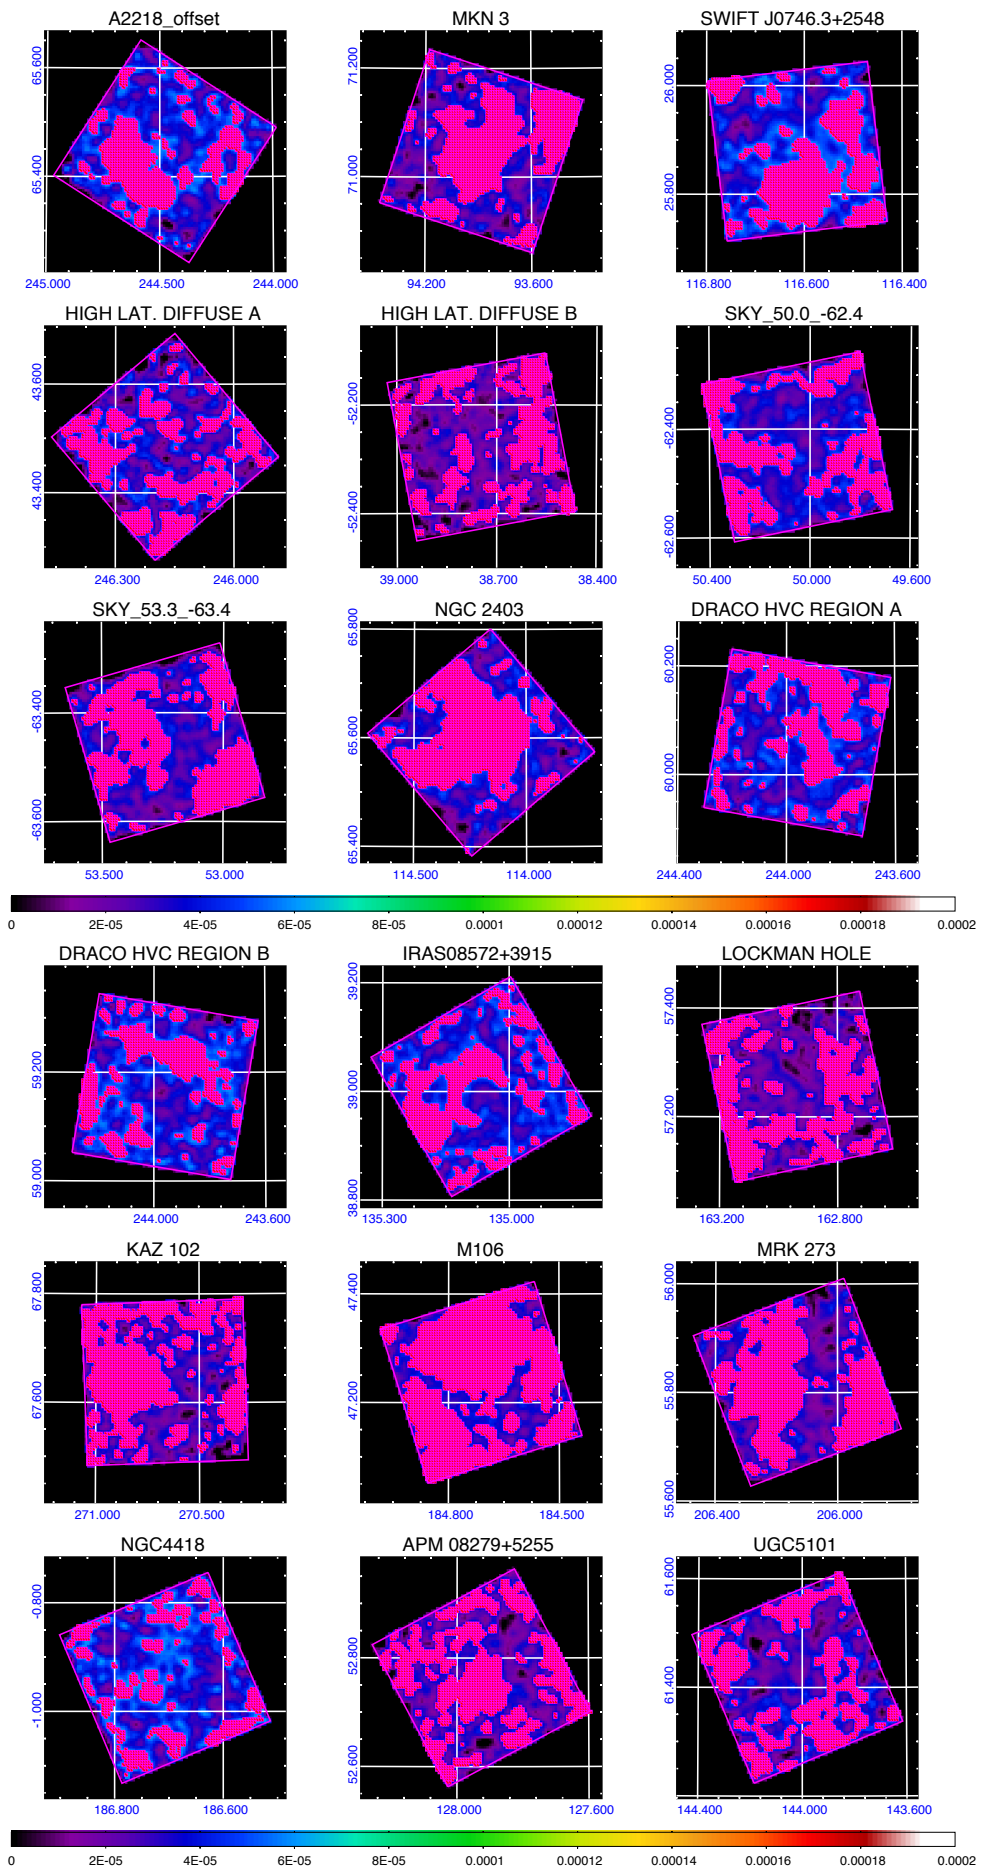 A2218_offset
MKN 3
SWIFT J0746.3+2548
65.600
65.400
245.000 244.500 244.000
71.200
71.000
94.200 93.600
26.000
25.800
116.800 116.600 116.400
HIGH LAT. DIFFUSE A
HIGH LAT. DIFFUSE B
SKY_50.0_-62.4
43.600
43.400
246.300 246.000
-52.200
-52.400
39.000 38.700 38.400
-62.400
-62.600
50.400 50.000 49.600
SKY_53.3_-63.4
NGC 2403
DRACO HVC REGION A
-63.400
-63.600
53.500 53.000
65.800
65.600
65.400
114.500 114.000
60.200
60.000
244.400 244.000 243.600
0 2E-05 4E-05 6E-05 8E-05 0.0001 0.00012 0.00014 0.00016 0.00018 0.0002
DRACO HVC REGION B
IRAS08572+3915
LOCKMAN HOLE
59.200
59.000
244.000 243.600
39.200
39.000
38.800
135.300 135.000
57.400
57.200
163.200 162.800
KAZ 102
M106
MRK 273
67.800
67.600
271.000 270.500
47.400
47.200
184.800 184.500
56.000
55.800
55.600
206.400 206.000
NGC4418
APM 08279+5255
UGC5101
-0.800
-1.000
186.800 186.600
52.800
52.600
128.000 127.600
61.600
61.400
144.400 144.000 143.600
0 2E-05 4E-05 6E-05 8E-05 0.0001 0.00012 0.00014 0.00016 0.00018 0.0002